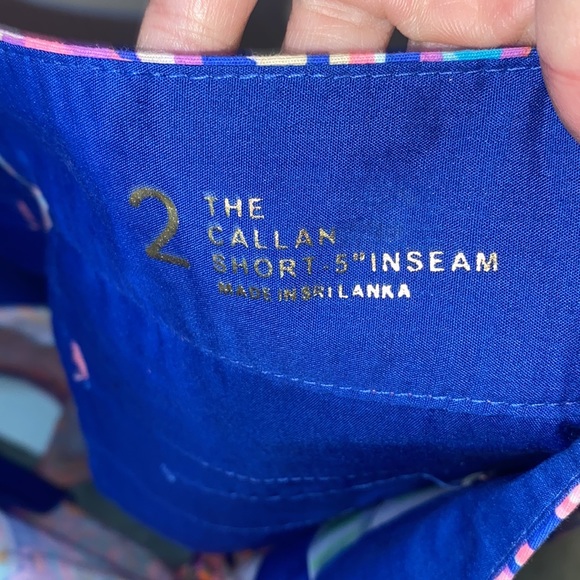 2
THE
CALLAN
SHORT-5" INSEAM
MADE IN SRI LANKA